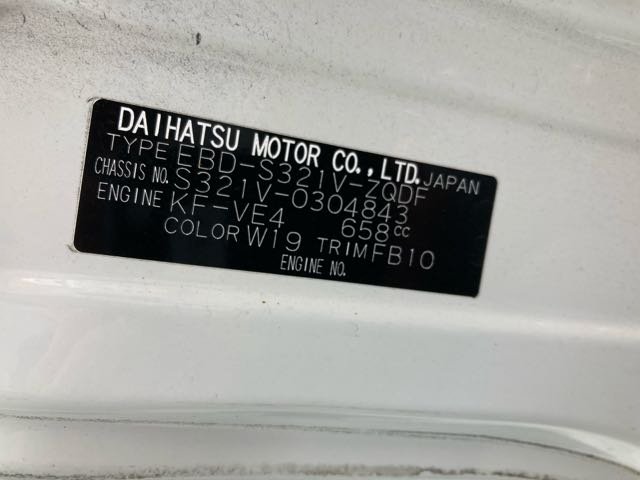 DAIHATSU MOTOR CO., LTD. JAPAN
TYPE EBD-S321V-ZQDF
CHASSIS NO. S321V-0304843
ENGINE KF-VE4 658cc
COLOR W19 TRIM FB10
ENGINE NO.